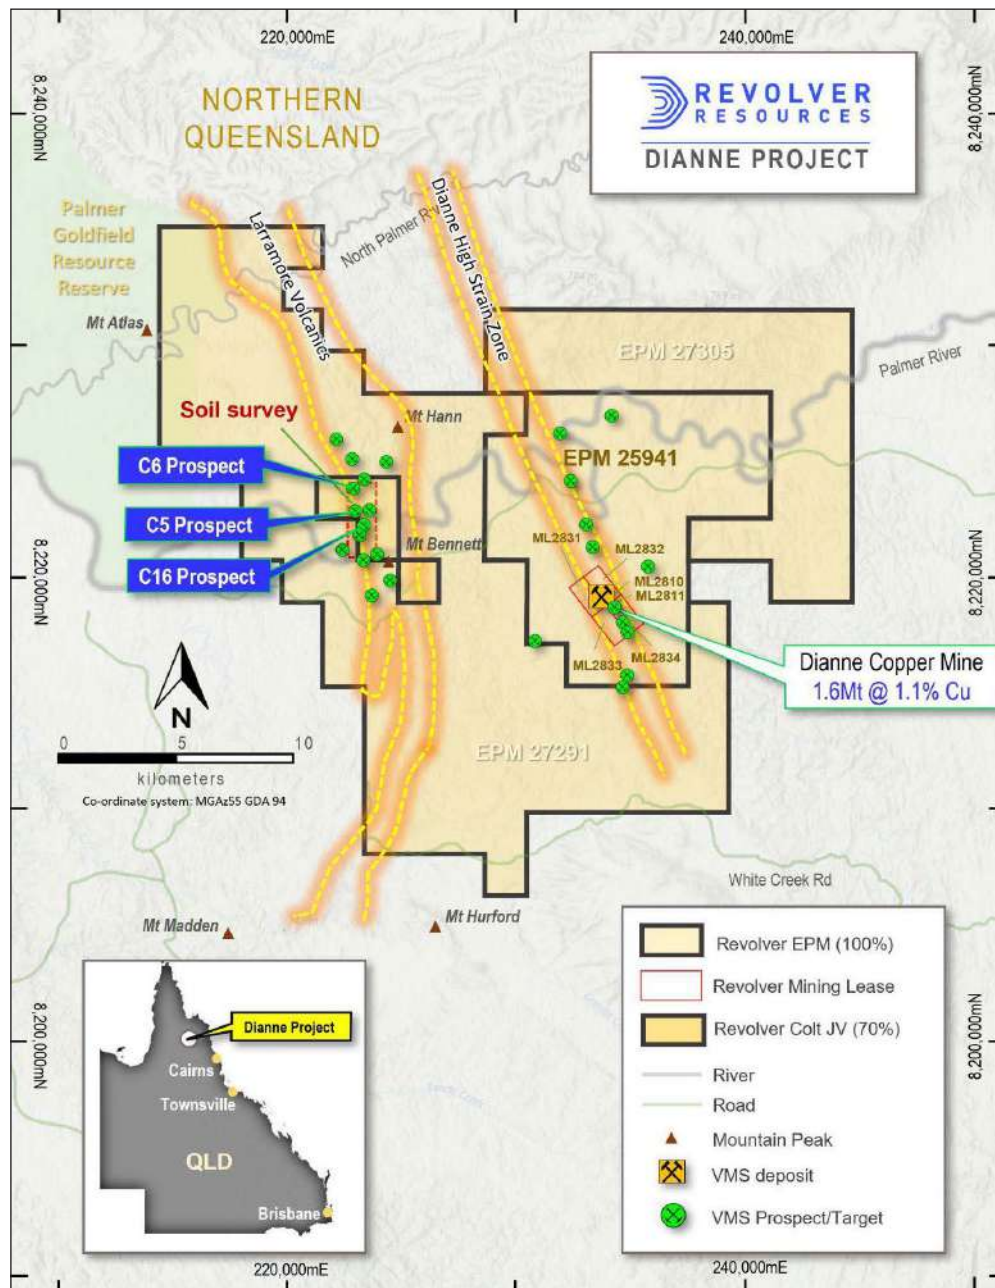 220,000mE
240,000mE
8,240,000mN
8,240,000mN
NORTHERN
QUEENSLAND
REVOLVER
RESOURCES
DIANNE PROJECT
Palmer
Goldfield
Resource
Reserve
Larramore Volcanics
North Palmer
Dianne High Strain Zone
Mt Atlas
EPM 27305
Palmer River
Soil survey
Mt Hann
C6 Prospect
EPM 25941
C5 Prospect
Mt Bennett
ML2831
ML2832
C16 Prospect
ML2810
ML2811
8,220,000mN
8,220,000mN
ML2833
ML2834
Dianne Copper Mine
1.6Mt @ 1.1% Cu
N
0 5 10
kilometers
Co-ordinate system: MGAz55 GDA 94
EPM 27291
White Creek Rd
Mt Madden
Mt Hurford
Revolver EPM (100%)
Revolver Mining Lease
Revolver Colt JV (70%)
River
Road
Mountain Peak
VMS deposit
VMS Prospect/Target
Dianne Project
Cairns
Townsville
QLD
Brisbane
8,200,000mN
8,200,000mN
220,000mE
240,000mE